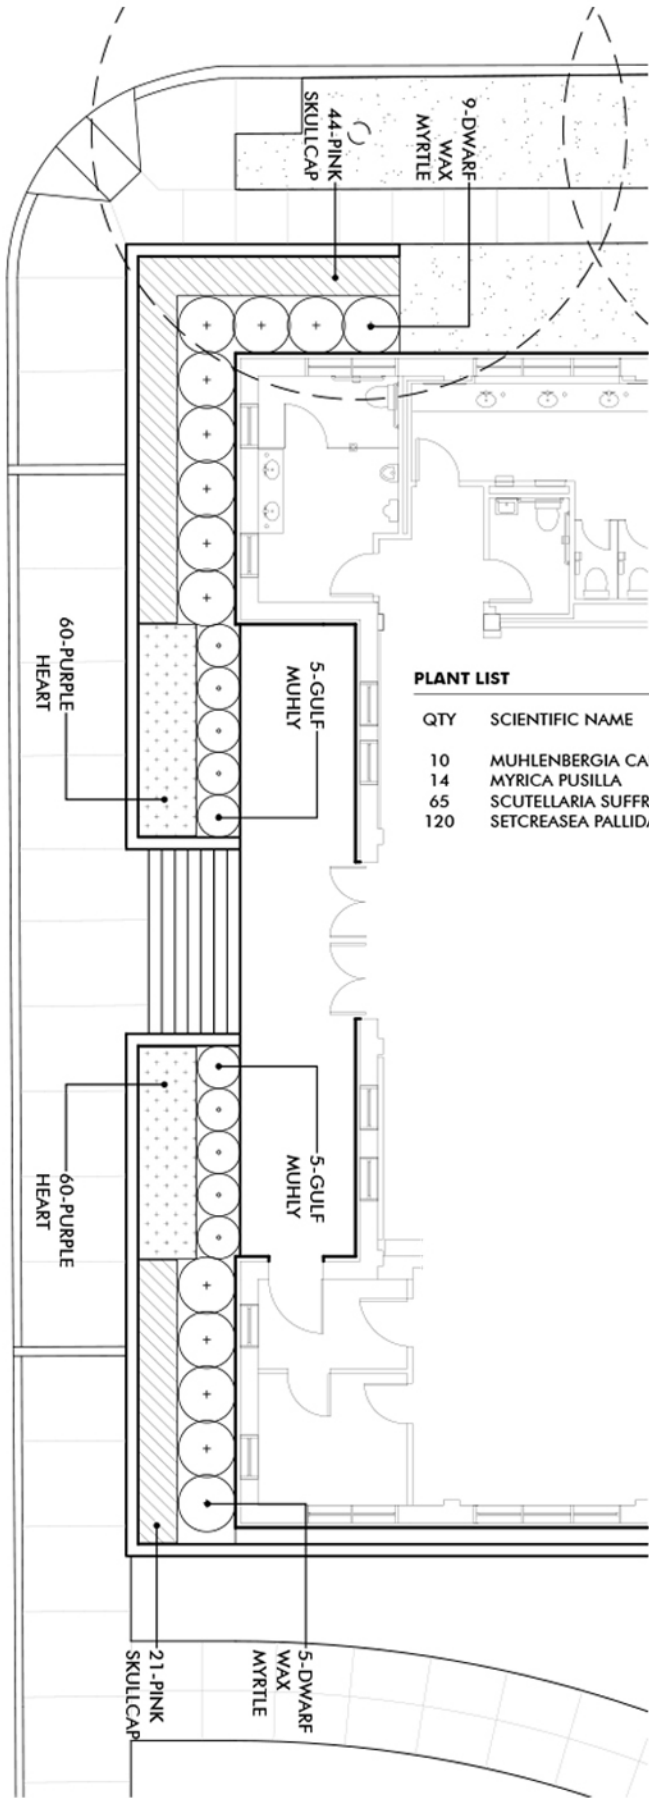 9-DWARF
WAX
MYRTLE
44-PINK
SKULLCAP
5-GULF
MUHLY
60-PURPLE
HEART
PLANT LIST
QTY SCIENTIFIC NAME
10 MUHLENBERGIA CA
14 MYRICA PUSILLA
65 SCUTELLARIA SUFFR
120 SETCREASEA PALLIDA
5-GULF
MUHLY
60-PURPLE
HEART
5-DWARF
WAX
MYRTLE
21-PINK
SKULLCAP